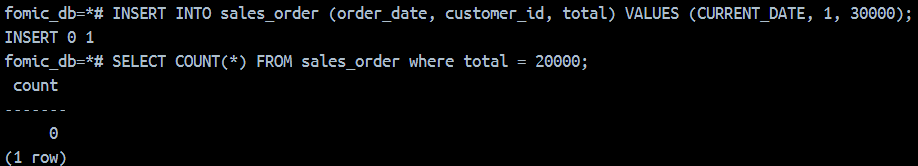 fomic_db=*# INSERT INTO sales_order (order_date, customer_id, total) VALUES (CURRENT_DATE, 1, 30000);
INSERT 0 1
fomic_db=*# SELECT COUNT(*) FROM sales_order where total = 20000;
 count
-------
     0
(1 row)